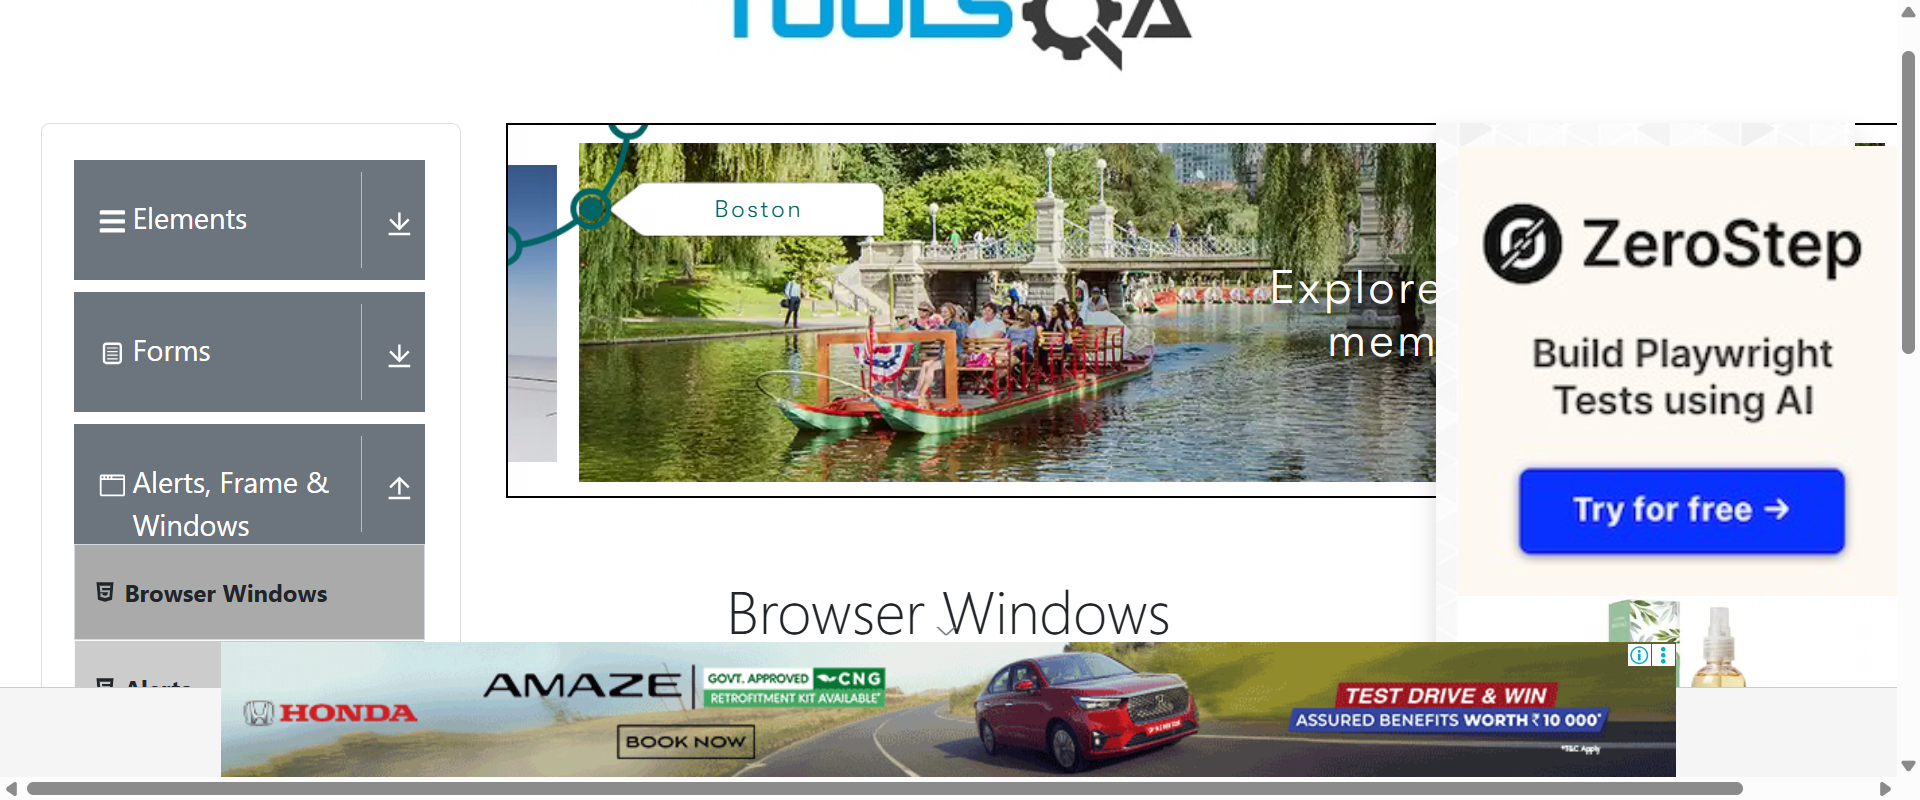 TOOLSQA
Elements
Forms
Alerts, Frame &
Windows
Browser Windows
Alerts
Boston
Explore
mem
ZeroStep
Build Playwright
Tests using AI
Try for free →
Browser Windows
HONDA
AMAZE
GOVT. APPROVED CNG
RETROFITMENT KIT AVAILABLE*
BOOK NOW
TEST DRIVE & WIN
ASSURED BENEFITS WORTH ₹ 10 000*
*T&C Apply